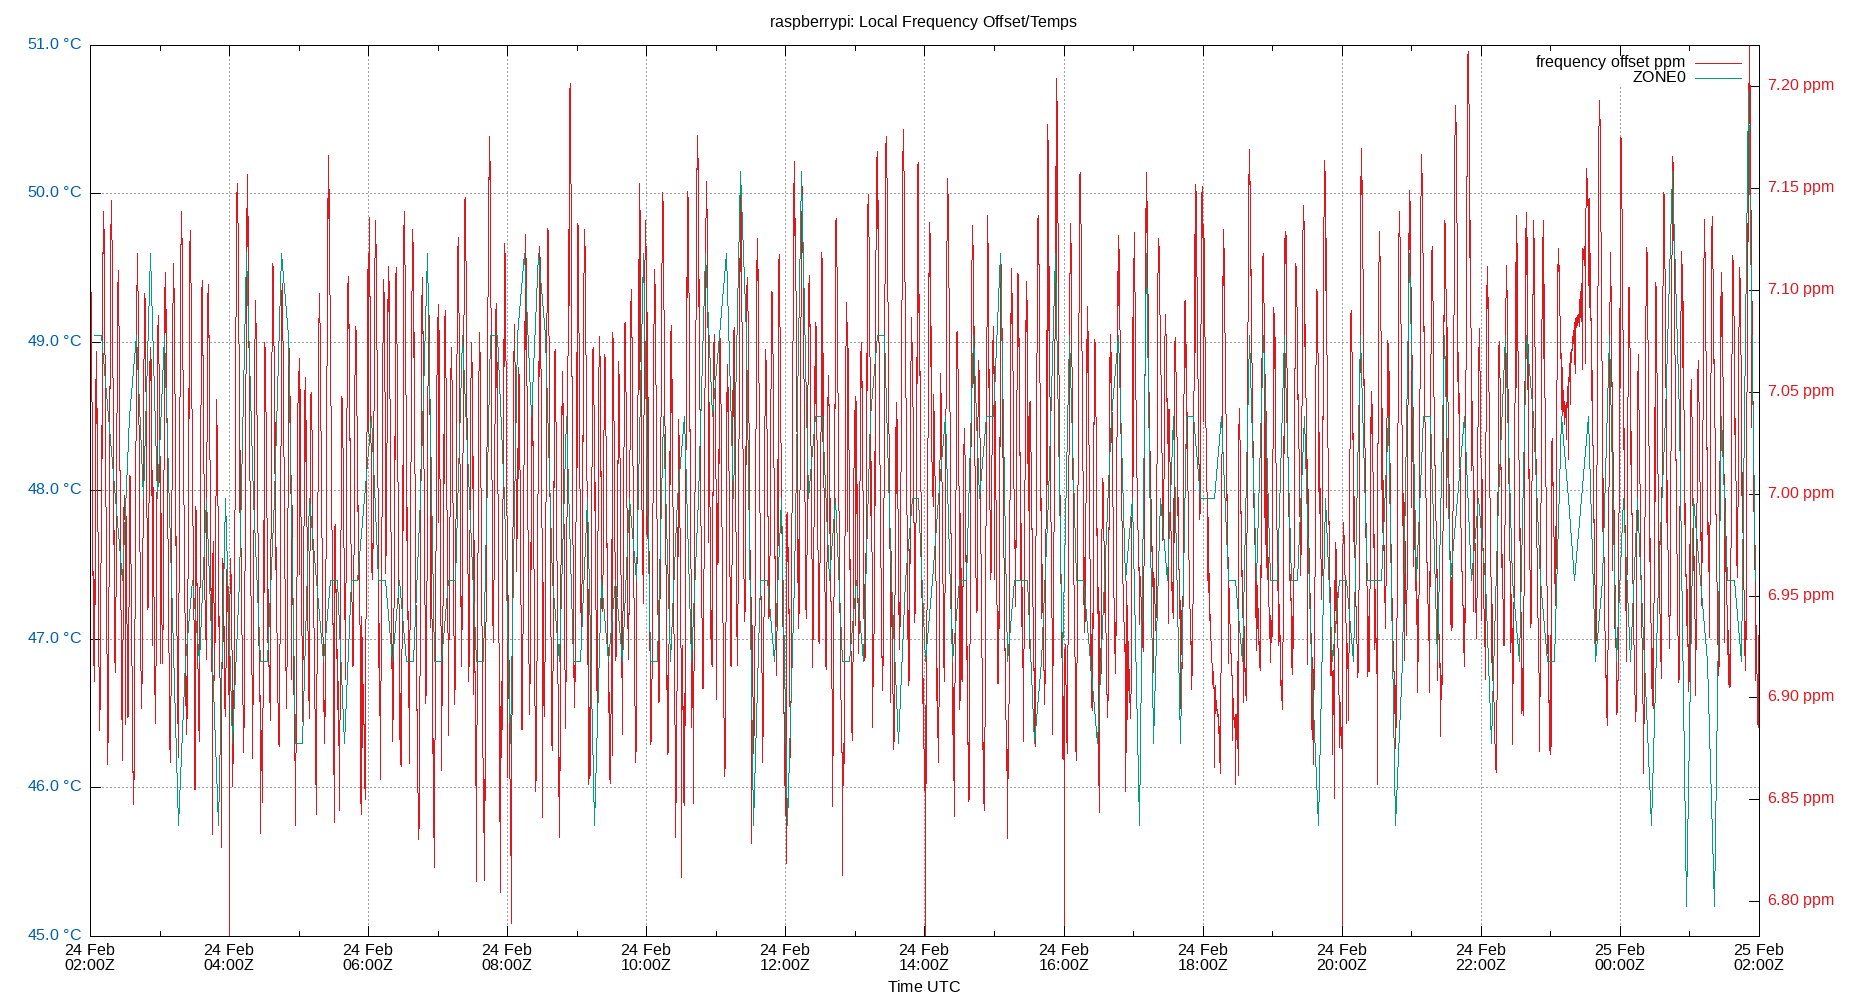 raspberrypi: Local Frequency Offset/Temps
51.0 °C
50.0 °C
49.0 °C
48.0 °C
47.0 °C
46.0 °C
45.0 °C
frequency offset ppm
ZONE0
7.20 ppm
7.15 ppm
7.10 ppm
7.05 ppm
7.00 ppm
6.95 ppm
6.90 ppm
6.85 ppm
6.80 ppm
24 Feb 24 Feb 24 Feb 24 Feb 24 Feb 24 Feb 24 Feb 24 Feb 24 Feb 24 Feb 24 Feb 25 Feb 25 Feb
02:00Z 04:00Z 06:00Z 08:00Z 10:00Z 12:00Z 14:00Z 16:00Z 18:00Z 20:00Z 22:00Z 00:00Z 02:00Z
Time UTC